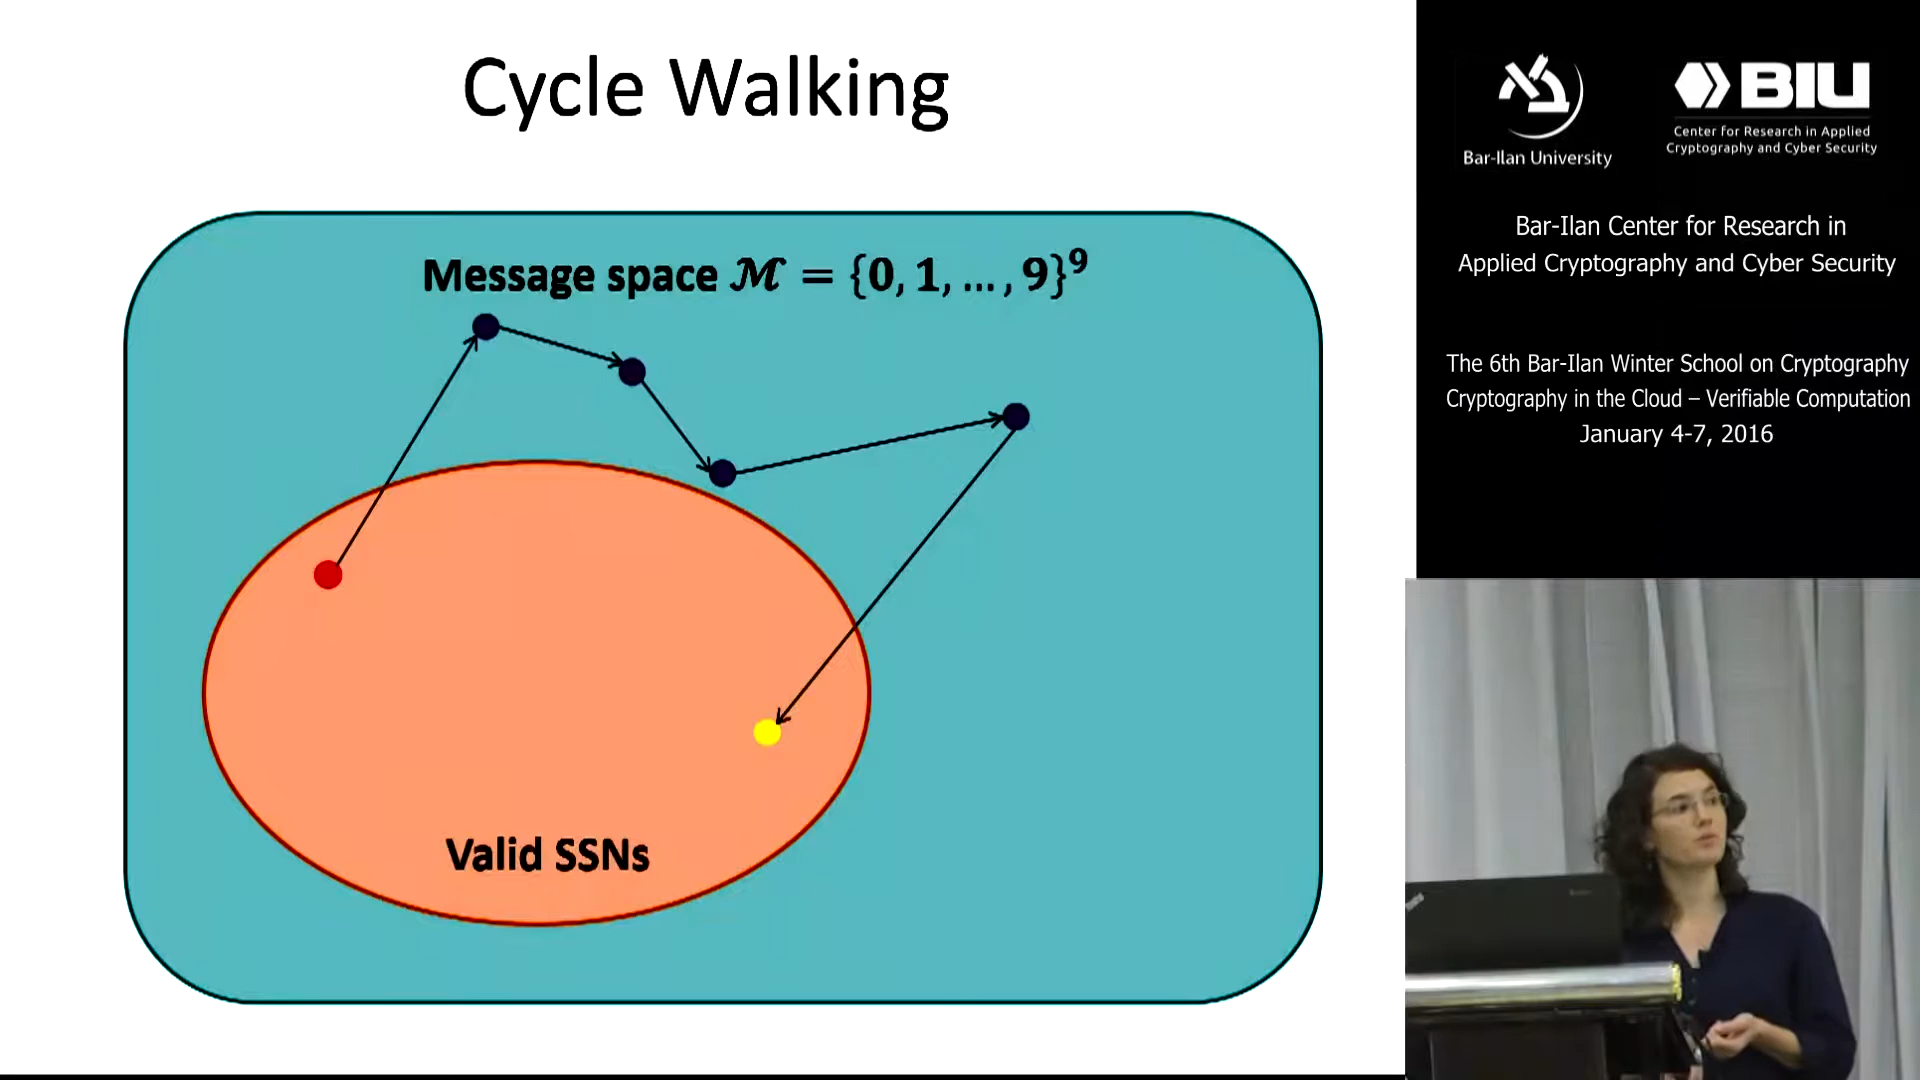 Cycle Walking
Message space ℳ = {0, 1, …, 9}⁹
Valid SSNs
Bar-Ilan University
BIU
Center for Research in Applied
Cryptography and Cyber Security
Bar-Ilan Center for Research in
Applied Cryptography and Cyber Security
The 6th Bar-Ilan Winter School on Cryptography
Cryptography in the Cloud – Verifiable Computation
January 4-7, 2016